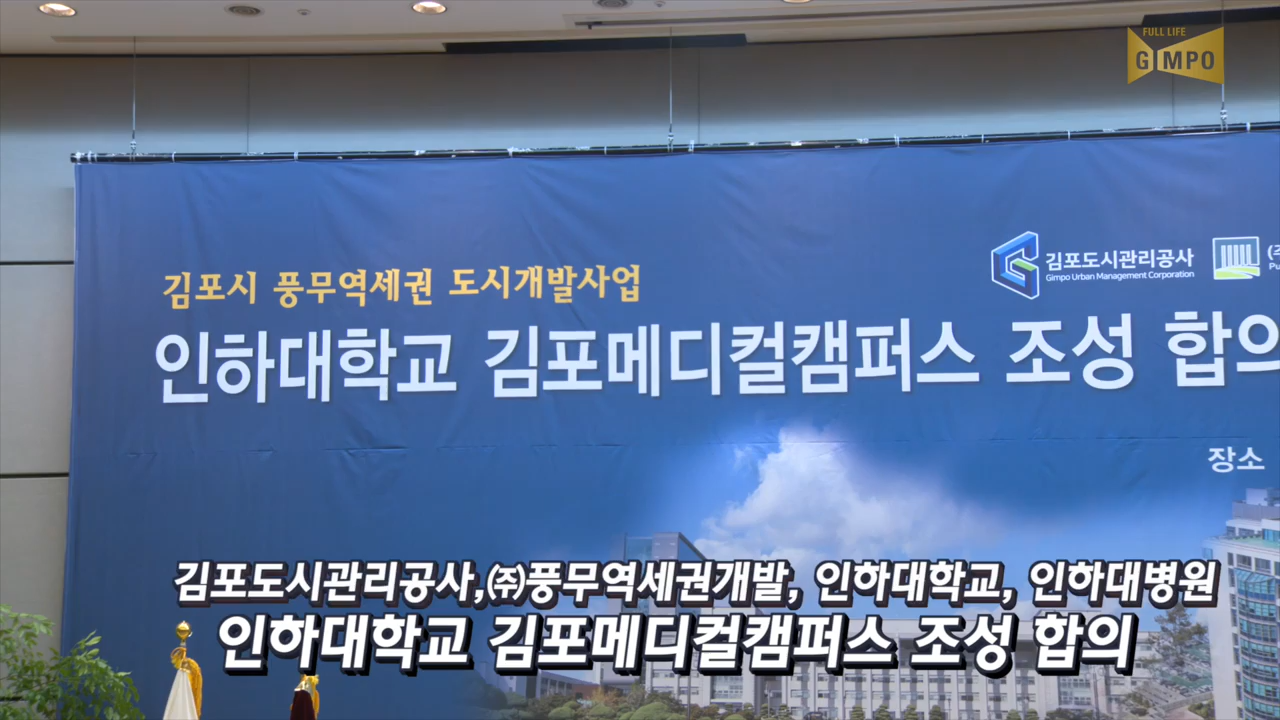 FULL LIFE
GIMPO
김포도시관리공사
Gimpo Urban Management Corporation
김포시 풍무역세권 도시개발사업
인하대학교 김포메디컬캠퍼스 조성 합의
장소
김포도시관리공사,㈜풍무역세권개발, 인하대학교, 인하대병원
인하대학교 김포메디컬캠퍼스 조성 합의